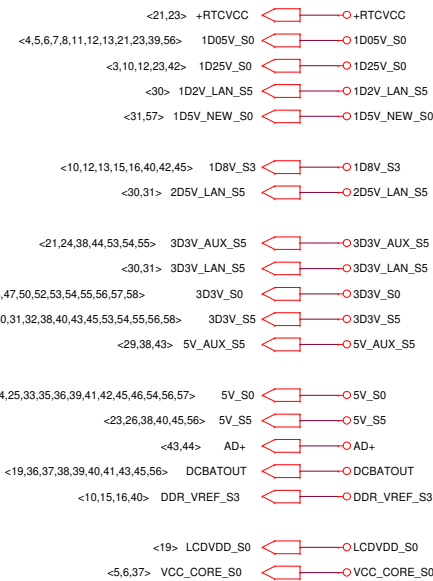 <21,23> +RTCVCC +RTCVCC
<4,5,6,7,8,11,12,13,21,23,39,56> 1D05V_S0 1D05V_S0
<3,10,12,23,42> 1D25V_S0 1D25V_S0
<30> 1D2V_LAN_S5 1D2V_LAN_S5
<31,57> 1D5V_NEW_S0 1D5V_NEW_S0
<10,12,13,15,16,40,42,45> 1D8V_S3 1D8V_S3
<30,31> 2D5V_LAN_S5 2D5V_LAN_S5
<21,24,38,44,53,54,55> 3D3V_AUX_S5 3D3V_AUX_S5
<30,31> 3D3V_LAN_S5 3D3V_LAN_S5
,47,50,52,53,54,55,56,57,58> 3D3V_S0 3D3V_S0
0,31,32,38,40,43,45,53,54,55,56,58> 3D3V_S5 3D3V_S5
<29,38,43> 5V_AUX_S5 5V_AUX_S5
4,25,33,35,36,39,41,42,45,46,54,56,57> 5V_S0 5V_S0
<23,26,38,40,45,56> 5V_S5 5V_S5
<43,44> AD+ AD+
<19,36,37,38,39,40,41,43,45,56> DCBATOUT DCBATOUT
<10,15,16,40> DDR_VREF_S3 DDR_VREF_S3
<19> LCDVDD_S0 LCDVDD_S0
<5,6,37> VCC_CORE_S0 VCC_CORE_S0